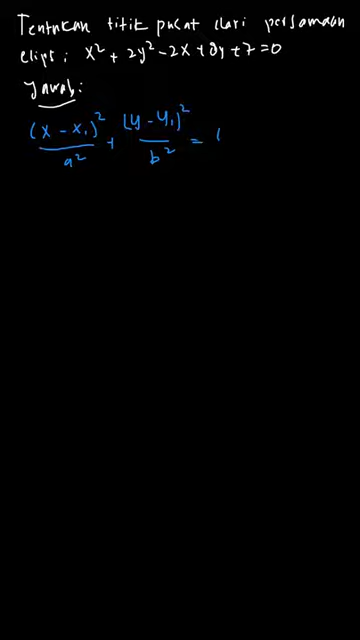 Tentukan titik pusat dari persamaan
elips: x² + 2y² - 2x + 8y + 7 = 0
Jawab:
(x - x₁)²/a² + (y - y₁)²/b² = 1